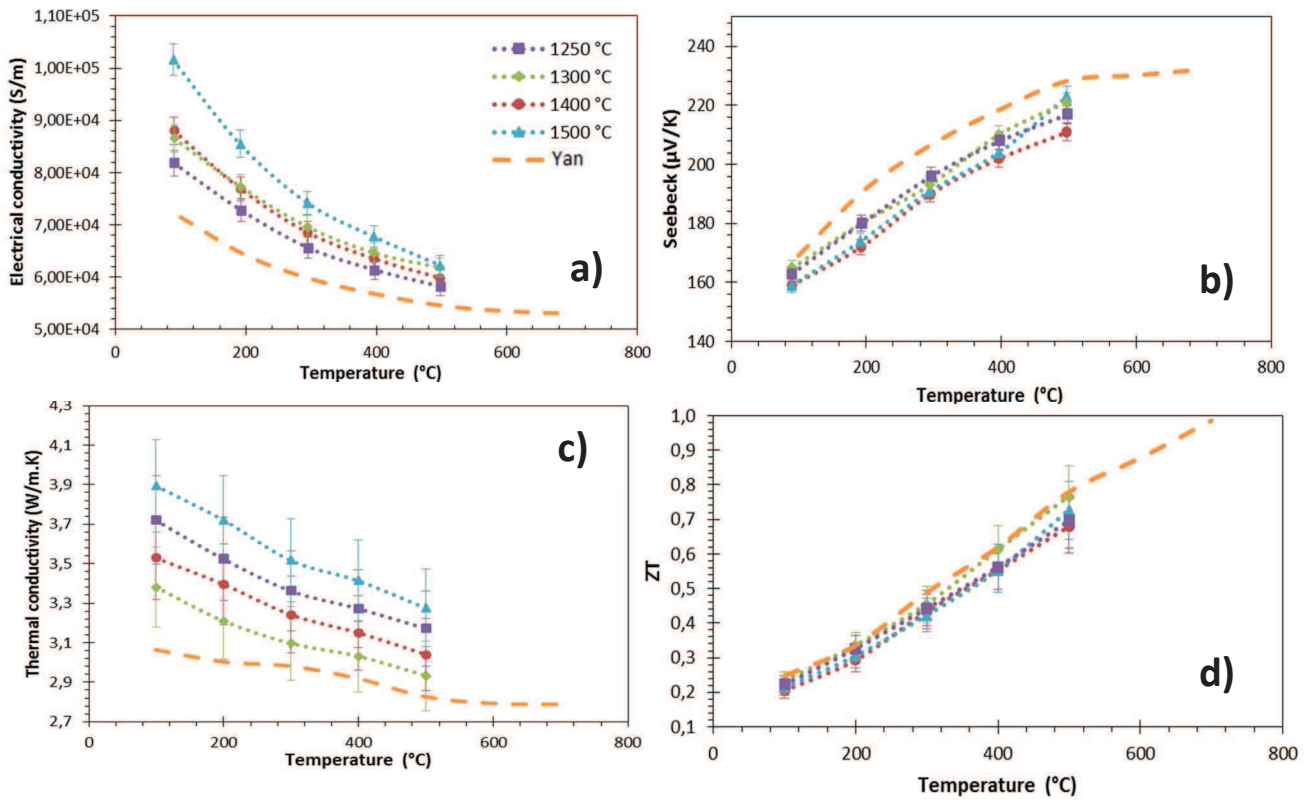 a)
Electrical conductivity (S/m)
1,10E+05
1,00E+05
9,00E+04
8,00E+04
7,00E+04
6,00E+04
5,00E+04
0 200 400 600 800
Temperature (°C)
1250 °C
1300 °C
1400 °C
1500 °C
Yan
b)
Seebeck (µV/K)
240
220
200
180
160
140
0 200 400 600 800
Temperature (°C)
c)
Thermal conductivity (W/m.K)
4,3
4,1
3,9
3,7
3,5
3,3
3,1
2,9
2,7
0 200 400 600 800
Temperature (°C)
d)
ZT
1,0
0,9
0,8
0,7
0,6
0,5
0,4
0,3
0,2
0,1
0 200 400 600 800
Temperature (°C)